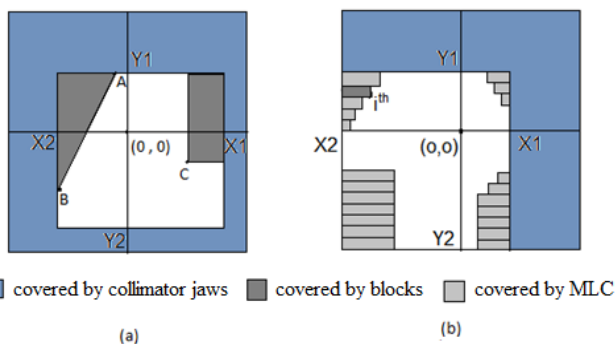 Y1
A
X2
(0 , 0)
X1
C
B
Y2
Y1
ith
X2
(o,o)
X1
Y2
covered by collimator jaws
covered by blocks
covered by MLC
(a)
(b)